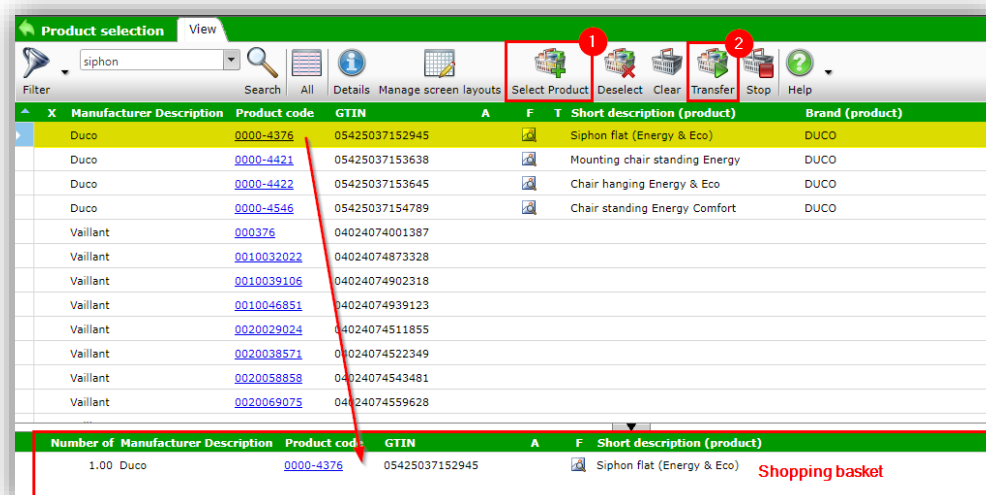 Product selection View
1 2
siphon
Filter Search All Details Manage screen layouts Select Product Deselect Clear Transfer Stop Help
X Manufacturer Description Product code GTIN A F T Short description (product) Brand (product)
Duco 0000-4376 05425037152945 Siphon flat (Energy & Eco) DUCO
Duco 0000-4421 05425037153638 Mounting chair standing Energy DUCO
Duco 0000-4422 05425037153645 Chair hanging Energy & Eco DUCO
Duco 0000-4546 05425037154789 Chair standing Energy Comfort DUCO
Vaillant 000376 04024074001387
Vaillant 0010032022 04024074873328
Vaillant 0010039106 04024074902318
Vaillant 0010046851 04024074939123
Vaillant 0020029024 04024074511855
Vaillant 0020038571 04024074522349
Vaillant 0020058858 04024074543481
Vaillant 0020069075 04024074559628
Number of Manufacturer Description Product code GTIN A F Short description (product)
1.00 Duco 0000-4376 05425037152945 Siphon flat (Energy & Eco)
Shopping basket